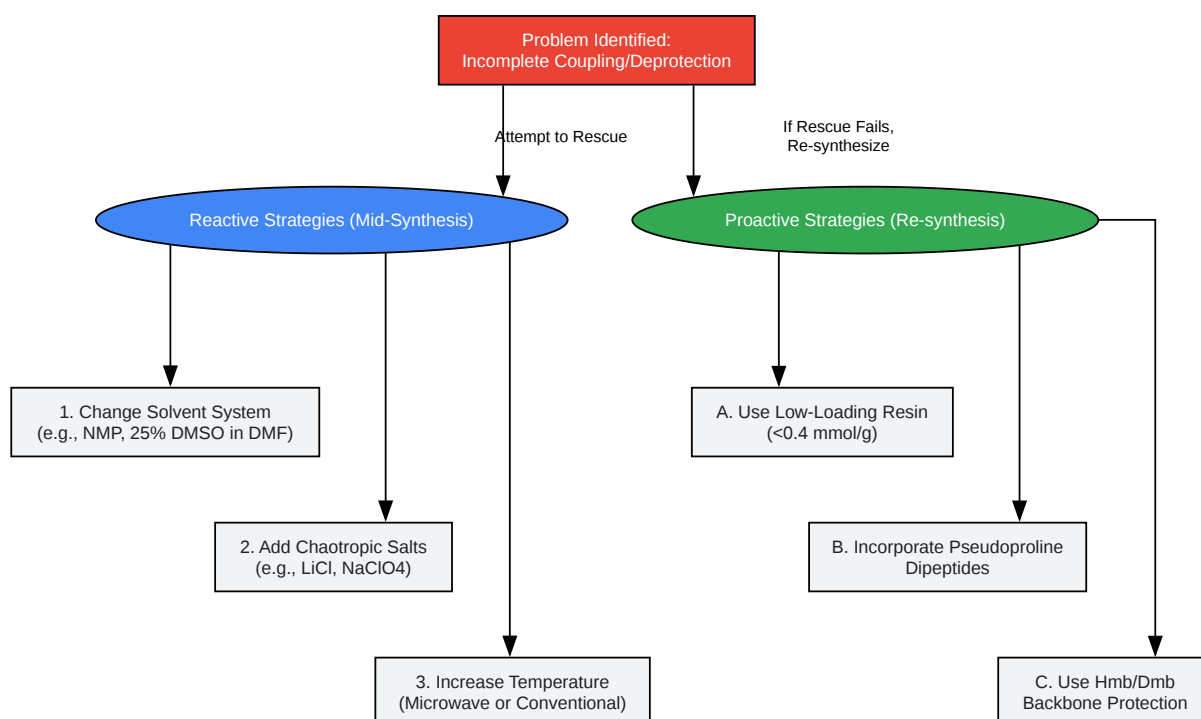 Problem Identified:
Incomplete Coupling/Deprotection
Attempt to Rescue
If Rescue Fails,
Re-synthesize
Reactive Strategies (Mid-Synthesis)
Proactive Strategies (Re-synthesis)
1. Change Solvent System
(e.g., NMP, 25% DMSO in DMF)
A. Use Low-Loading Resin
(<0.4 mmol/g)
2. Add Chaotropic Salts
(e.g., LiCl, NaClO4)
B. Incorporate Pseudoproline
Dipeptides
3. Increase Temperature
(Microwave or Conventional)
C. Use Hmb/Dmb
Backbone Protection